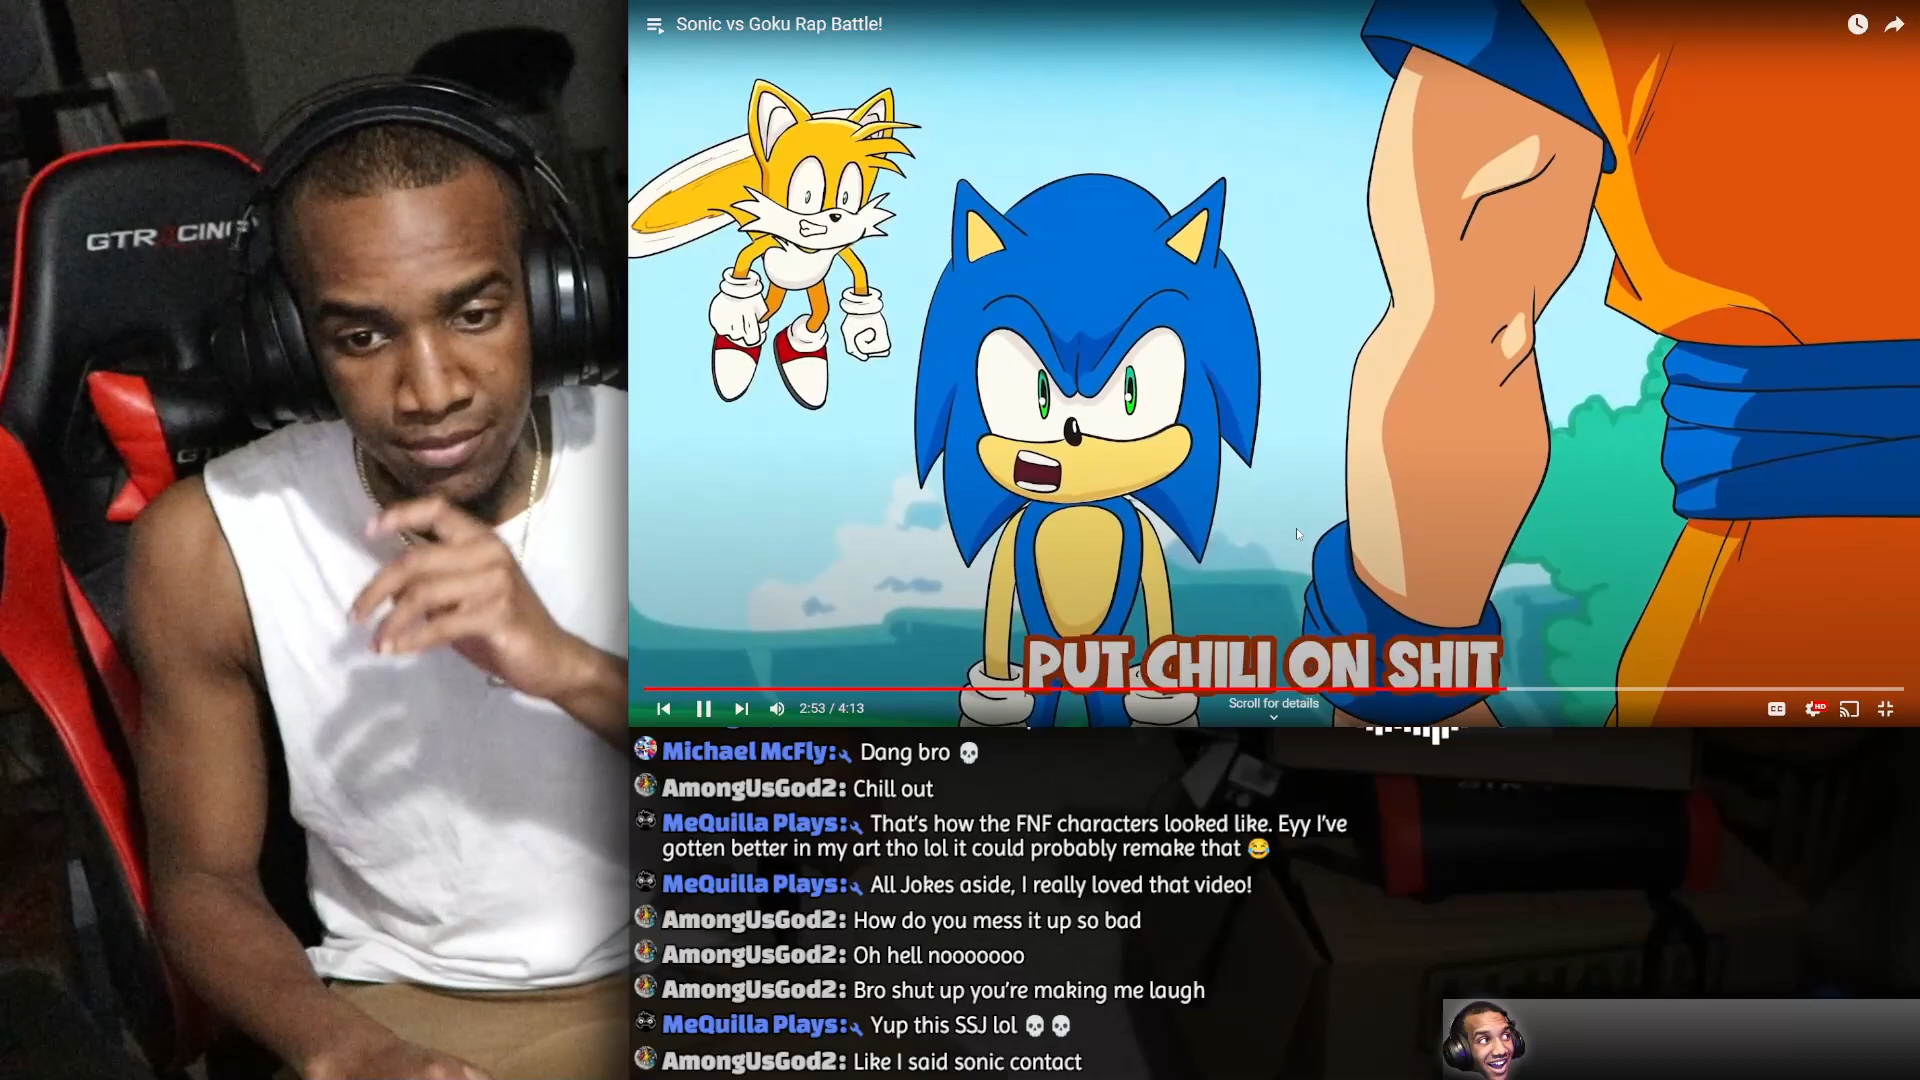 Sonic vs Goku Rap Battle!
GTRACING
PUT CHILI ON SHIT
2:53 / 4:13
Scroll for details
CC
HD
Michael McFly: Dang bro 💀
AmongUsGod2: Chill out
MeQuilla Plays: That's how the FNF characters looked like. Eyy I've
gotten better in my art tho lol it could probably remake that 😂
MeQuilla Plays: All Jokes aside, I really loved that video!
AmongUsGod2: How do you mess it up so bad
AmongUsGod2: Oh hell nooooooo
AmongUsGod2: Bro shut up you're making me laugh
MeQuilla Plays: Yup this SSJ lol 💀💀
AmongUsGod2: Like I said sonic contact